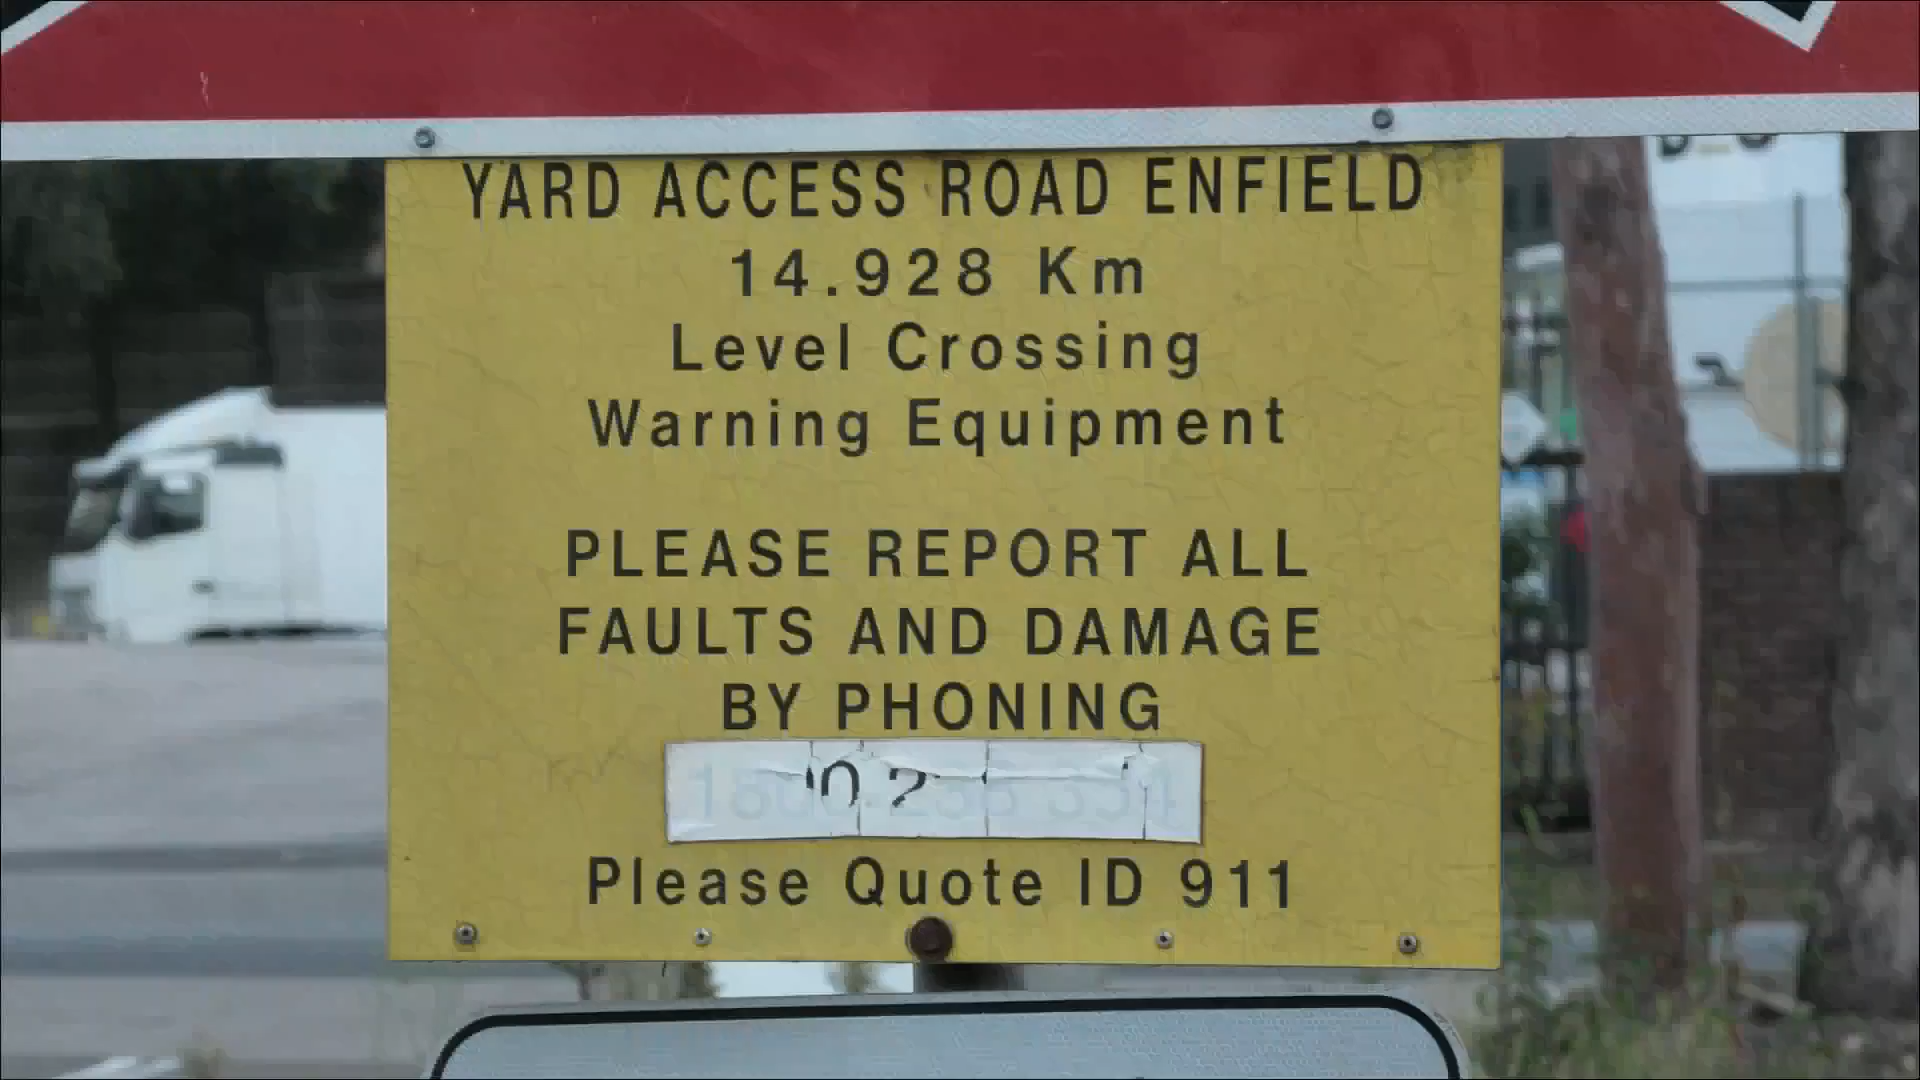 YARD ACCESS ROAD ENFIELD
14.928 Km
Level Crossing
Warning Equipment
PLEASE REPORT ALL
FAULTS AND DAMAGE
BY PHONING
Please Quote ID 911